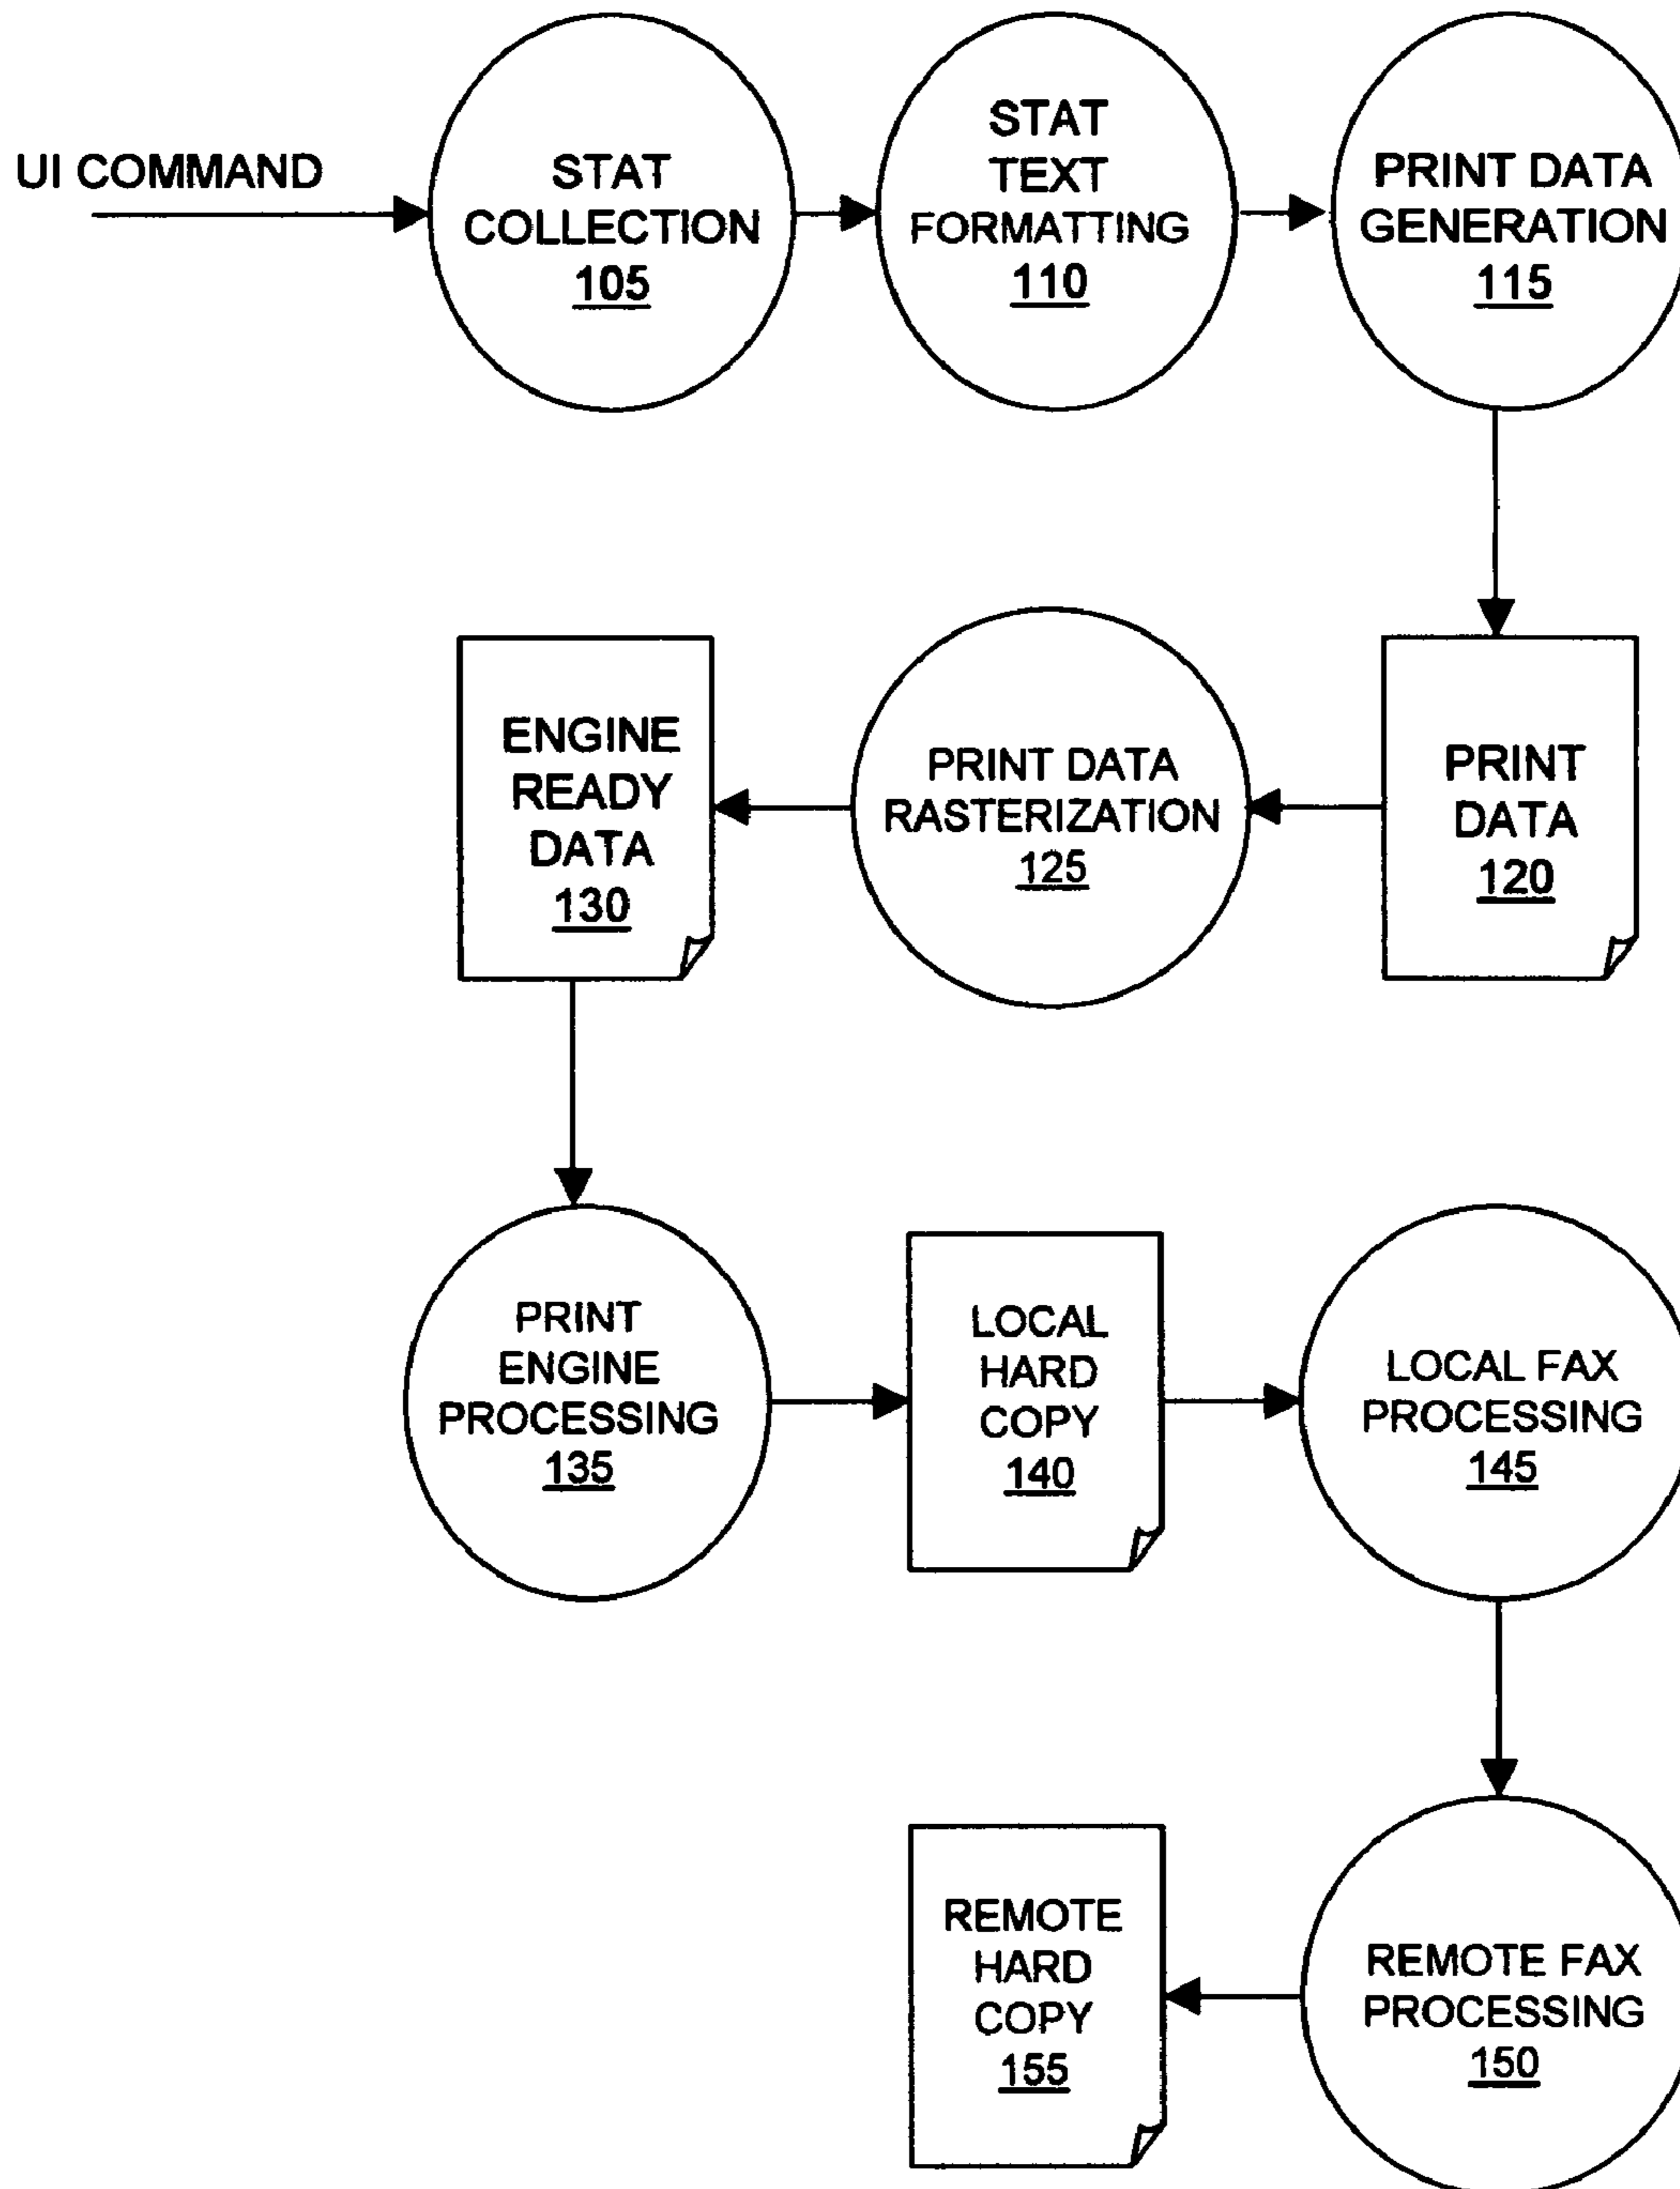 UI COMMAND
STAT
COLLECTION
105
STAT
TEXT
FORMATTING
110
PRINT DATA
GENERATION
115
ENGINE
READY
DATA
130
PRINT DATA
RASTERIZATION
125
PRINT
DATA
120
PRINT
ENGINE
PROCESSING
135
LOCAL
HARD
COPY
140
LOCAL FAX
PROCESSING
145
REMOTE
HARD
COPY
155
REMOTE FAX
PROCESSING
150